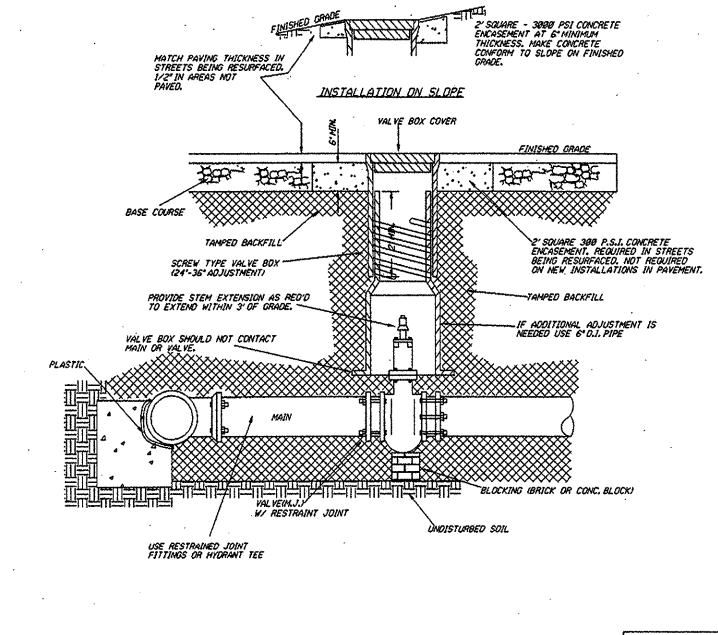 FINISHED GRADE
2' SQUARE - 3000 PSI CONCRETE
ENCASEMENT AT 6" MINIMUM
THICKNESS. MAKE CONCRETE
CONFORM TO SLOPE ON FINISHED
GRADE.
MATCH PAVING THICKNESS IN
STREETS BEING RESURFACED.
1/2" IN AREAS NOT
PAVED.
INSTALLATION ON SLOPE
6" MIN.
VALVE BOX COVER
FINISHED GRADE
BASE COURSE
TAMPED BACKFILL
2' SQUARE 300 P.S.I. CONCRETE
ENCASEMENT. REQUIRED IN STREETS
BEING RESURFACED. NOT REQUIRED
ON NEW INSTALLATIONS IN PAVEMENT.
SCREW TYPE VALVE BOX
(24"-36" ADJUSTMENT)
MIN.
TAMPED BACKFILL
PROVIDE STEM EXTENSION AS REQ'D
TO EXTEND WITHIN 3' OF GRADE.
IF ADDITIONAL ADJUSTMENT IS
NEEDED USE 6" D.I. PIPE
VALVE BOX SHOULD NOT CONTACT
MAIN OR VALVE.
PLASTIC
MAIN
BLOCKING (BRICK OR CONC. BLOCK)
VALVE(M.J.)
W/ RESTRAINT JOINT
UNDISTURBED SOIL
USE RESTRAINED JOINT
FITTINGS OR HYDRANT TEE